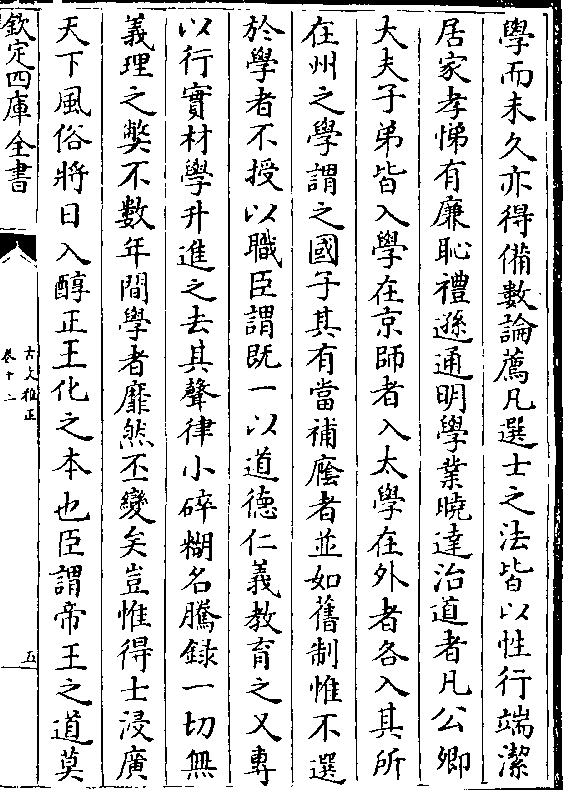 學而未久亦得備數論薦凡選士之法皆以性行端潔
居家孝悌有廉恥禮遜通明學業曉達治道者凡公卿
大夫子弟皆入學在京師者入太學在外者各入其所
在州之學謂之國子其有當補廕者並如舊制惟不選
於學者不授以職臣謂既一以道德仁義教育之又專
以行實材學升進之去其聲律小碎糊名騰録一切無
義理之弊不數年間學者靡然丕變矣豈惟得士浸廣
天下風俗將日入醇正王化之本也臣謂帝王之道莫
欽定四庫全書
古文雅正
卷十二
五